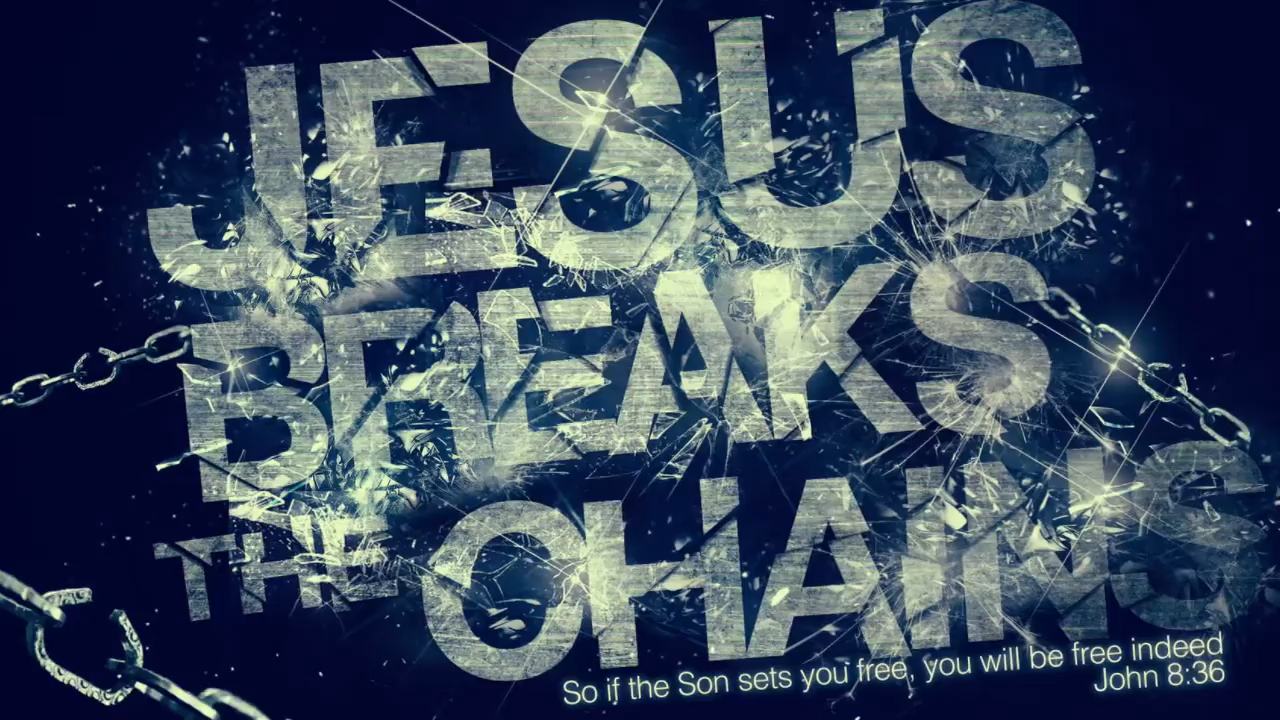 JESUS
BREAKS
THE CHAINS
So if the Son sets you free, you will be free indeed
John 8:36